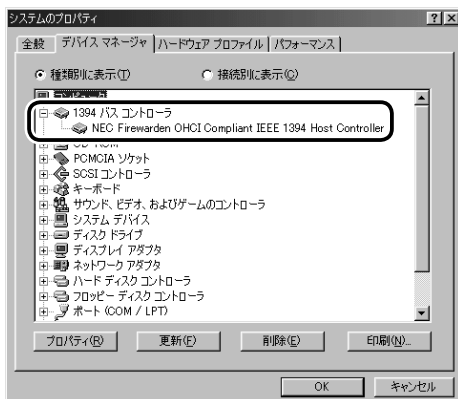 システムのプロパティ
? ×
全般 デバイス マネージャ ハードウェア プロファイル パフォーマンス
種類別に表示(T) 接続別に表示(C)
コンピュータ
1394 バス コントローラ
NEC Firewarden OHCI Compliant IEEE 1394 Host Controller
CD-ROM
PCMCIA ソケット
SCSI コントローラ
キーボード
サウンド、ビデオ、およびゲームのコントローラ
システム デバイス
ディスク ドライブ
ディスプレイ アダプタ
ネットワーク アダプタ
ハード ディスク コントローラ
フロッピー ディスク コントローラ
ポート (COM / LPT)
プロパティ(R) 更新(F) 削除(E) 印刷(N)...
OK キャンセル